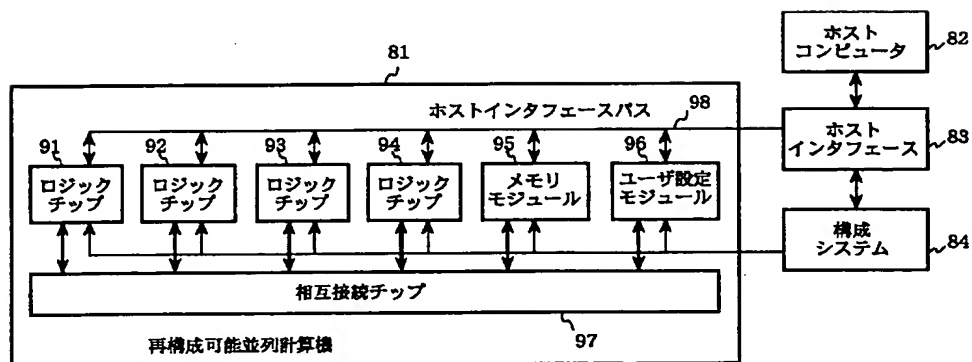 81
ホスト
コンピュータ
82
ホストインタフェースバス
98
ホスト
インタフェース
83
91
92
93
94
95
96
ロジック
チップ
ロジック
チップ
ロジック
チップ
ロジック
チップ
メモリ
モジュール
ユーザ設定
モジュール
構成
システム
84
相互接続チップ
97
再構成可能並列計算機